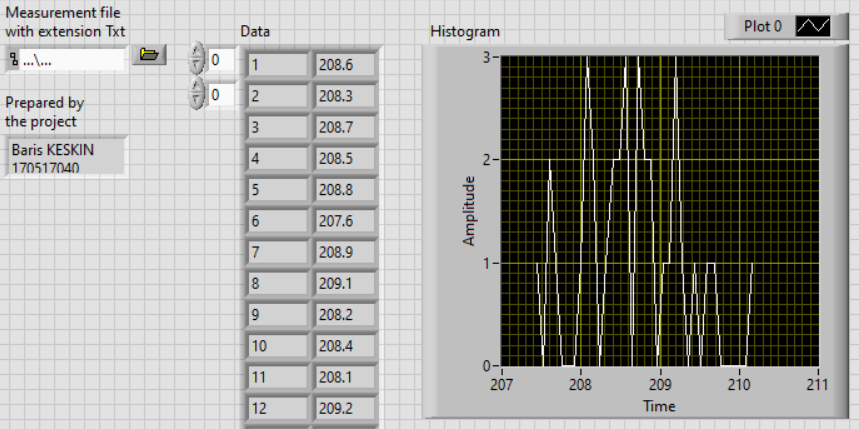 Measurement file
with extension Txt
...\...
Prepared by
the project
Baris KESKIN
170517040
0
0
Data
1 208.6
2 208.3
3 208.7
4 208.5
5 208.8
6 207.6
7 208.9
8 209.1
9 208.2
10 208.4
11 208.1
12 209.2
Histogram
Plot 0
Amplitude
3
2
1
0
207 208 209 210 211
Time